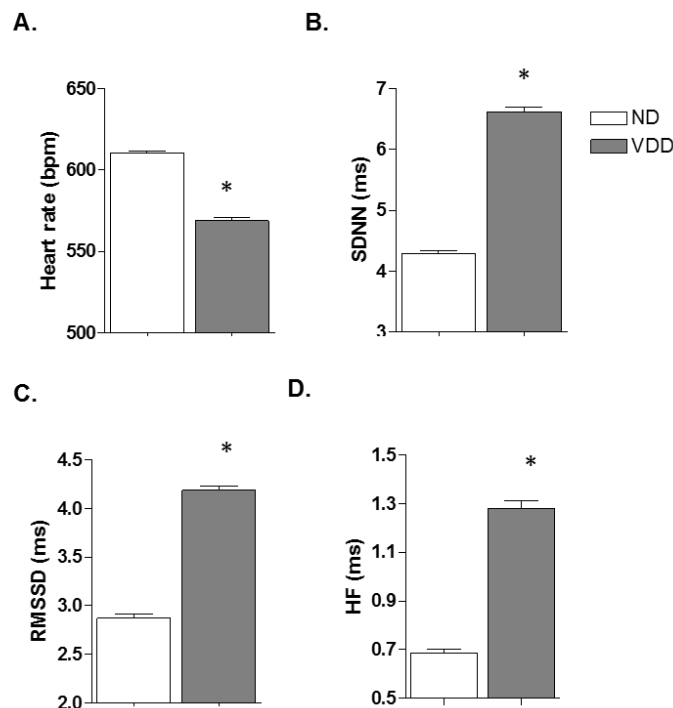 A.
Heart rate (bpm)
650
600
550
500
*
B.
SDNN (ms)
7
6
5
4
3
*
ND
VDD
C.
RMSSD (ms)
4.5
4.0
3.5
3.0
2.5
2.0
*
D.
HF (ms)
1.5
1.3
1.1
0.9
0.7
0.5
*